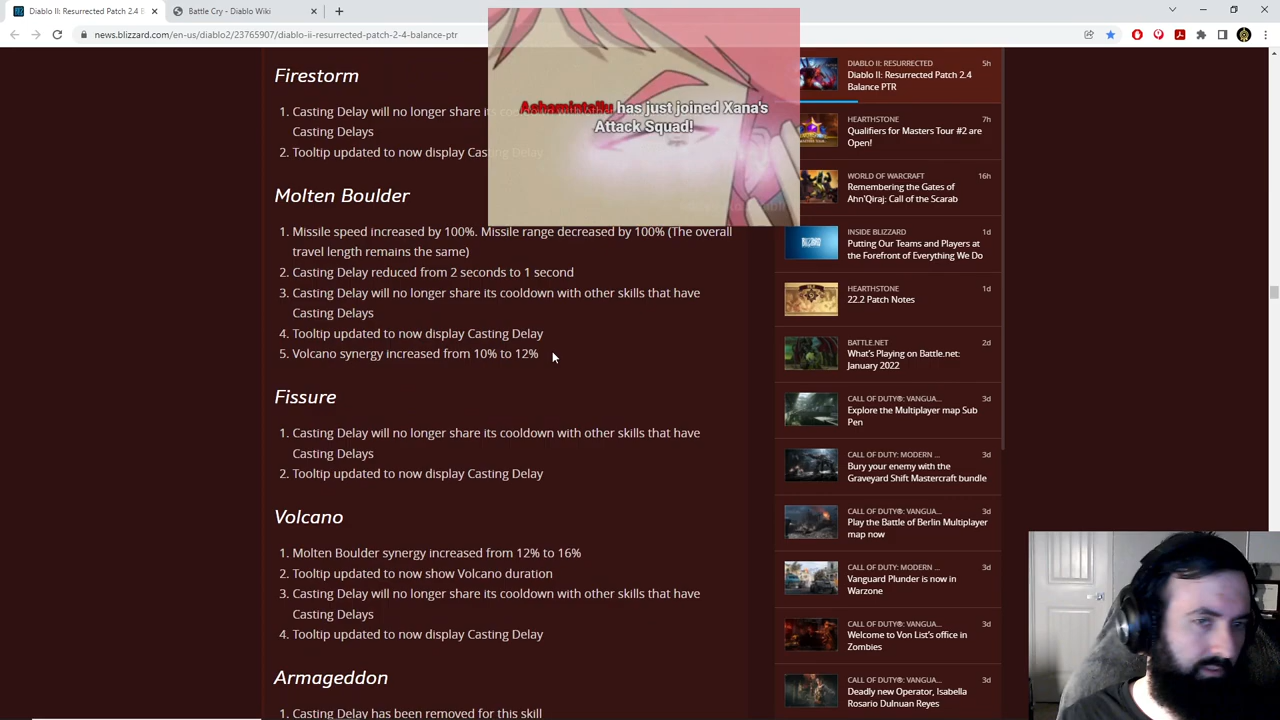 Diablo II: Resurrected Patch 2.4 B
Battle Cry - Diablo Wiki
news.blizzard.com/en-us/diablo2/23765907/diablo-ii-resurrected-patch-2-4-balance-ptr
Firestorm
1. Casting Delay will no longer share its cooldown with other
Casting Delays
2. Tooltip updated to now display Casting Delay
has just joined Xana's
Attack Squad!
Molten Boulder
1. Missile speed increased by 100%. Missile range decreased by 100% (The overall
travel length remains the same)
2. Casting Delay reduced from 2 seconds to 1 second
3. Casting Delay will no longer share its cooldown with other skills that have
Casting Delays
4. Tooltip updated to now display Casting Delay
5. Volcano synergy increased from 10% to 12%
Fissure
1. Casting Delay will no longer share its cooldown with other skills that have
Casting Delays
2. Tooltip updated to now display Casting Delay
Volcano
1. Molten Boulder synergy increased from 12% to 16%
2. Tooltip updated to now show Volcano duration
3. Casting Delay will no longer share its cooldown with other skills that have
Casting Delays
4. Tooltip updated to now display Casting Delay
Armageddon
1. Casting Delay has been removed for this skill
DIABLO II: RESURRECTED 5h
Diablo II: Resurrected Patch 2.4
Balance PTR
HEARTHSTONE 7h
Qualifiers for Masters Tour #2 are
Open!
WORLD OF WARCRAFT 16h
Remembering the Gates of
Ahn'Qiraj: Call of the Scarab
INSIDE BLIZZARD 1d
Putting Our Teams and Players at
the Forefront of Everything We Do
HEARTHSTONE 1d
22.2 Patch Notes
BATTLE.NET 2d
What's Playing on Battle.net:
January 2022
CALL OF DUTY®: VANGUA... 3d
Explore the Multiplayer map Sub
Pen
CALL OF DUTY: MODERN ... 3d
Bury your enemy with the
Graveyard Shift Mastercraft bundle
CALL OF DUTY®: VANGUA... 3d
Play the Battle of Berlin Multiplayer
map now
CALL OF DUTY: MODERN ... 3d
Vanguard Plunder is now in
Warzone
CALL OF DUTY®: VANGUA... 3d
Welcome to Von List's office in
Zombies
CALL OF DUTY®: VANGUA... 3d
Deadly new Operator, Isabella
Rosario Dulnuan Reyes